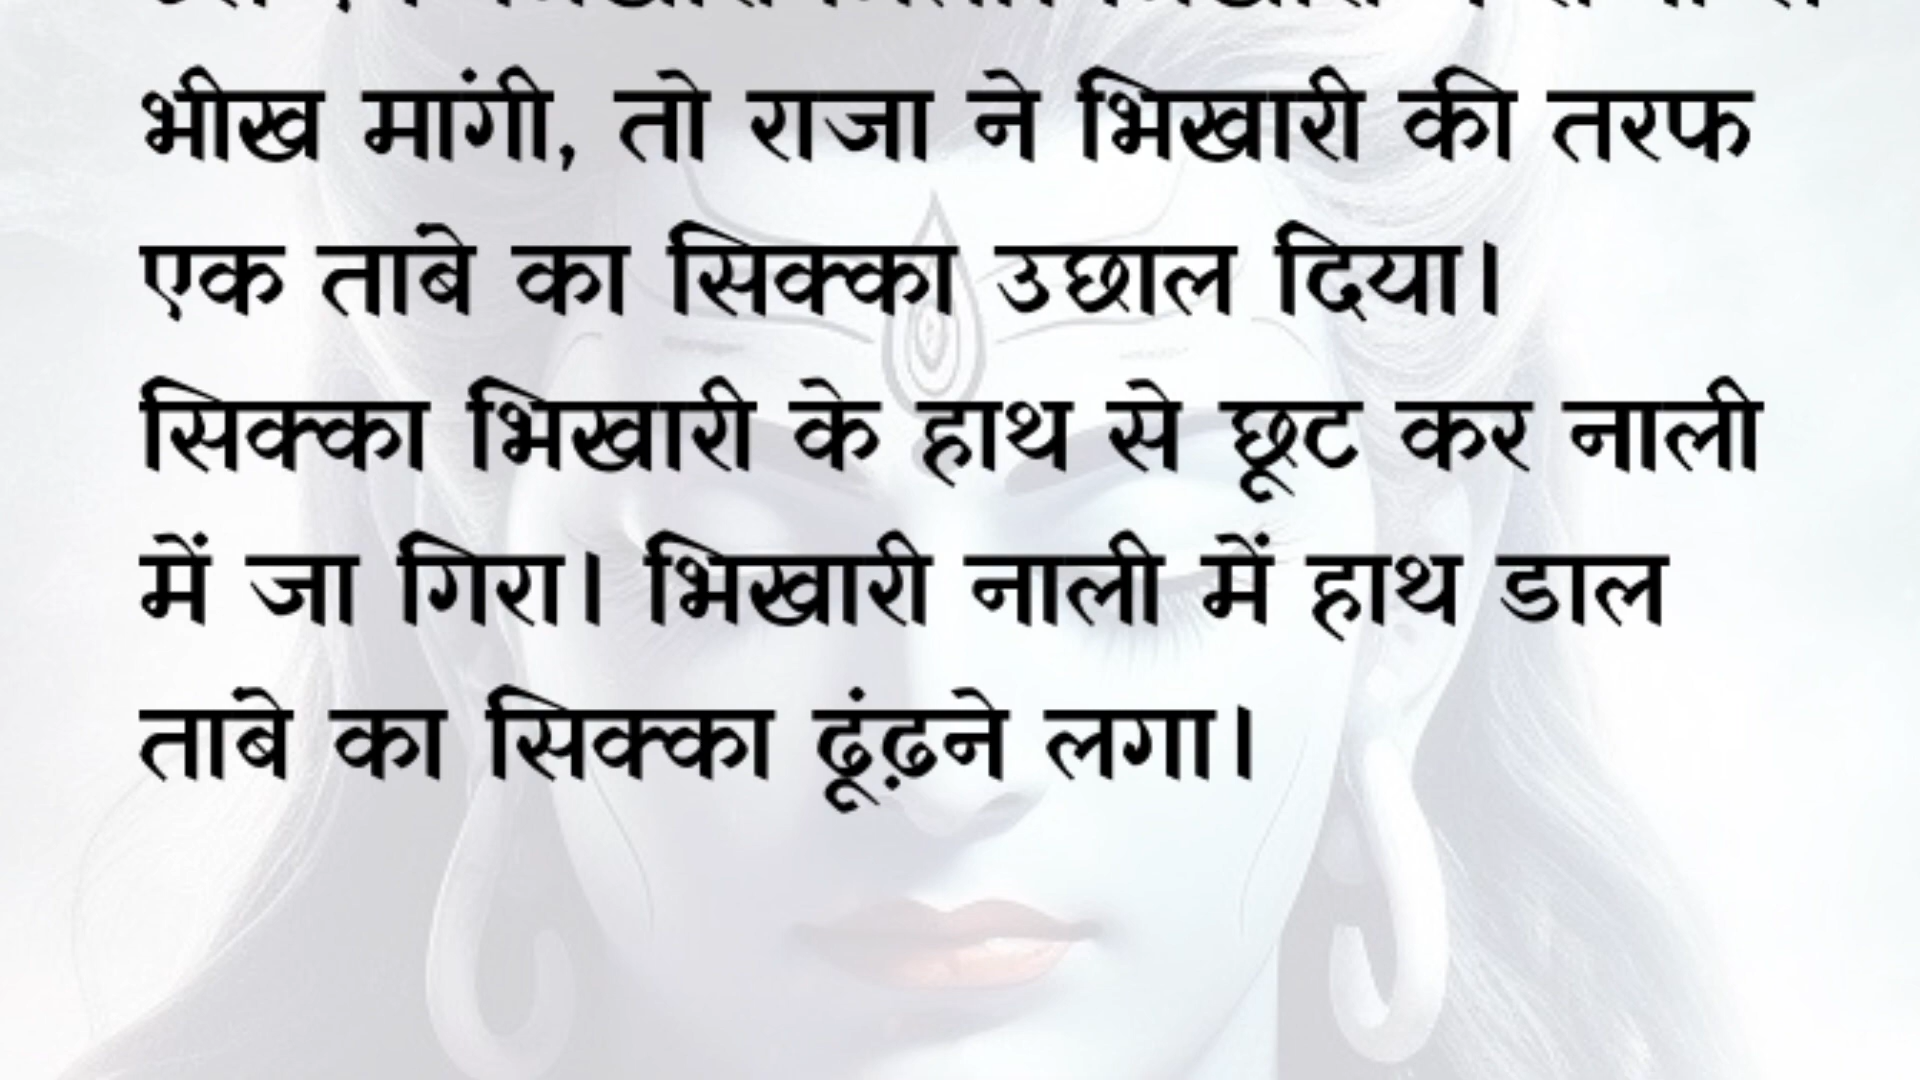 भीख मांगी, तो राजा ने भिखारी की तरफ
एक तांबे का सिक्का उछाल दिया।
सिक्का भिखारी के हाथ से छूट कर नाली
में जा गिरा। भिखारी नाली में हाथ डाल
तांबे का सिक्का ढूंढ़ने लगा।